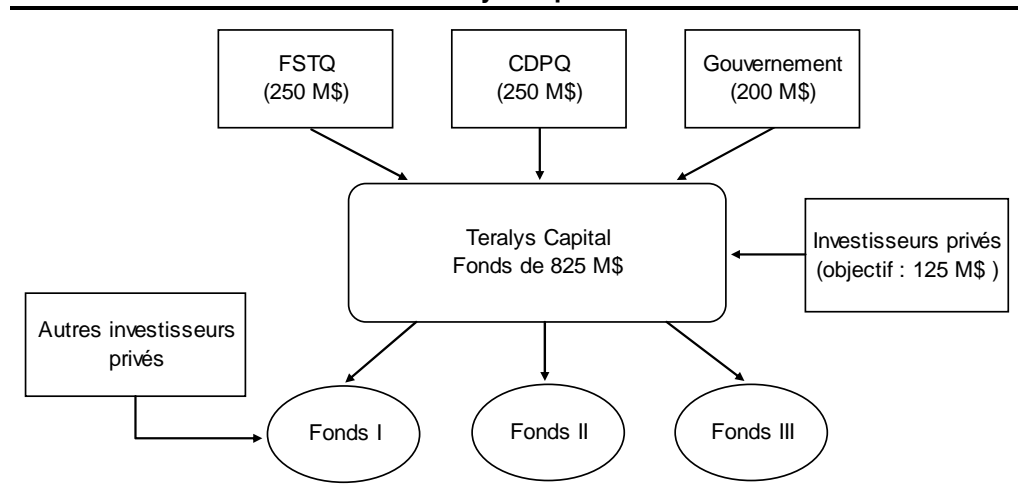 FSTQ
(250 M$)
CDPQ
(250 M$)
Gouvernement
(200 M$)
Teralys Capital
Fonds de 825 M$
Investisseurs privés
(objectif : 125 M$ )
Autres investisseurs
privés
Fonds I
Fonds II
Fonds III